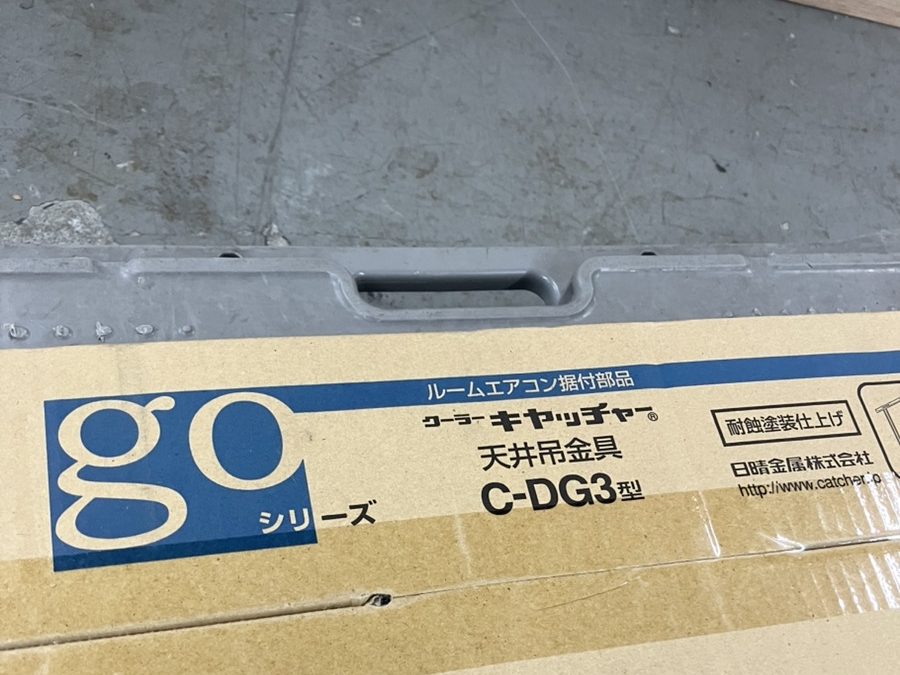 ルームエアコン据付部品
go
シリーズ
クーラーキャッチャー®
天井吊金具
C-DG3型
耐蝕塗装仕上げ
日晴金属株式会社
http://www.catcher.jp